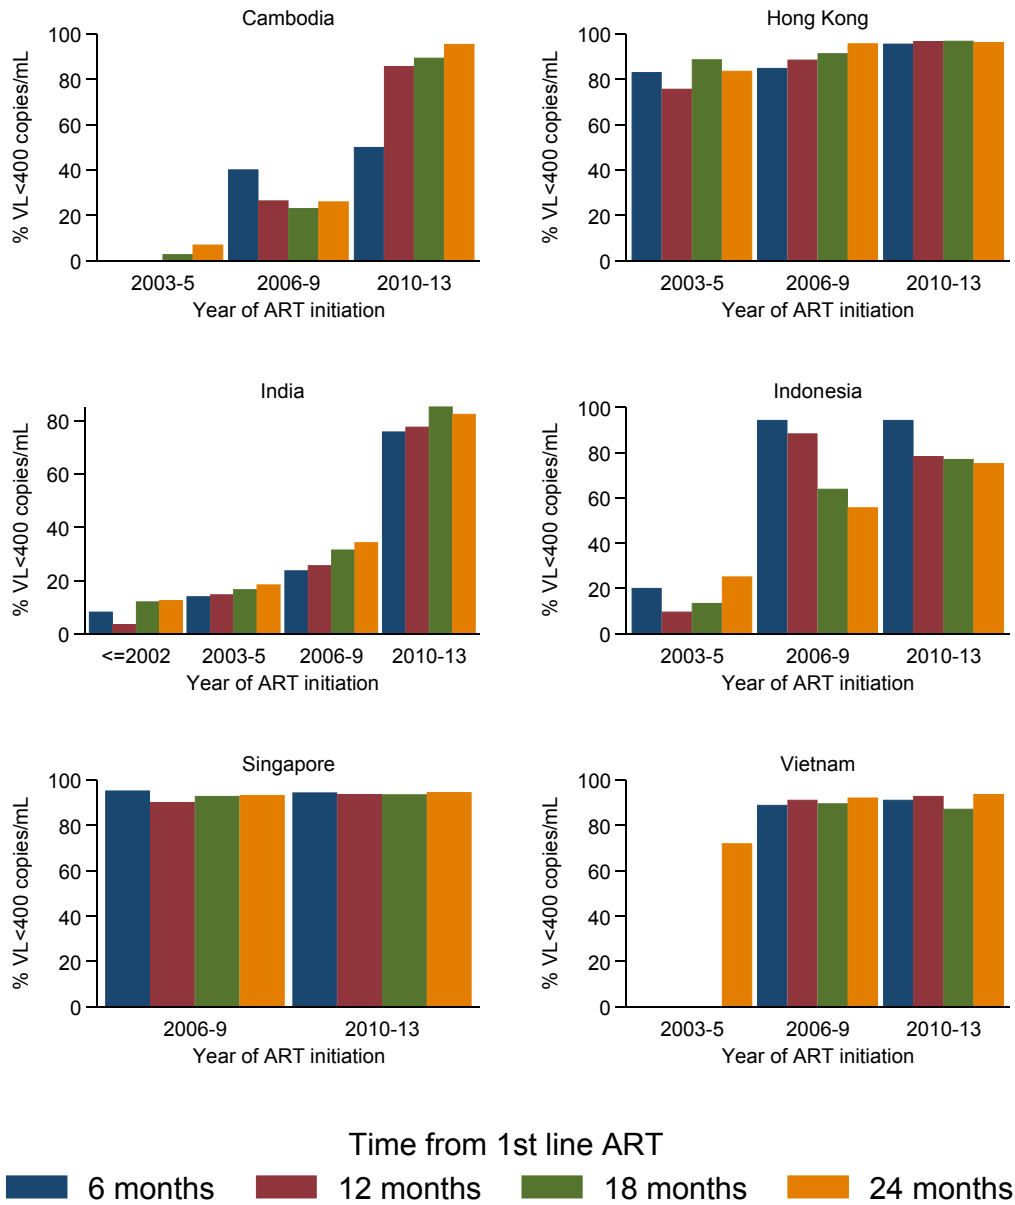 Cambodia
% VL<400 copies/mL
100
80
60
40
20
0
2003-5 2006-9 2010-13
Year of ART initiation
Hong Kong
% VL<400 copies/mL
100
80
60
40
20
0
2003-5 2006-9 2010-13
Year of ART initiation
India
% VL<400 copies/mL
80
60
40
20
0
<=2002 2003-5 2006-9 2010-13
Year of ART initiation
Indonesia
% VL<400 copies/mL
100
80
60
40
20
0
2003-5 2006-9 2010-13
Year of ART initiation
Singapore
% VL<400 copies/mL
100
80
60
40
20
0
2006-9 2010-13
Year of ART initiation
Vietnam
% VL<400 copies/mL
100
80
60
40
20
0
2003-5 2006-9 2010-13
Year of ART initiation
Time from 1st line ART
6 months 12 months 18 months 24 months